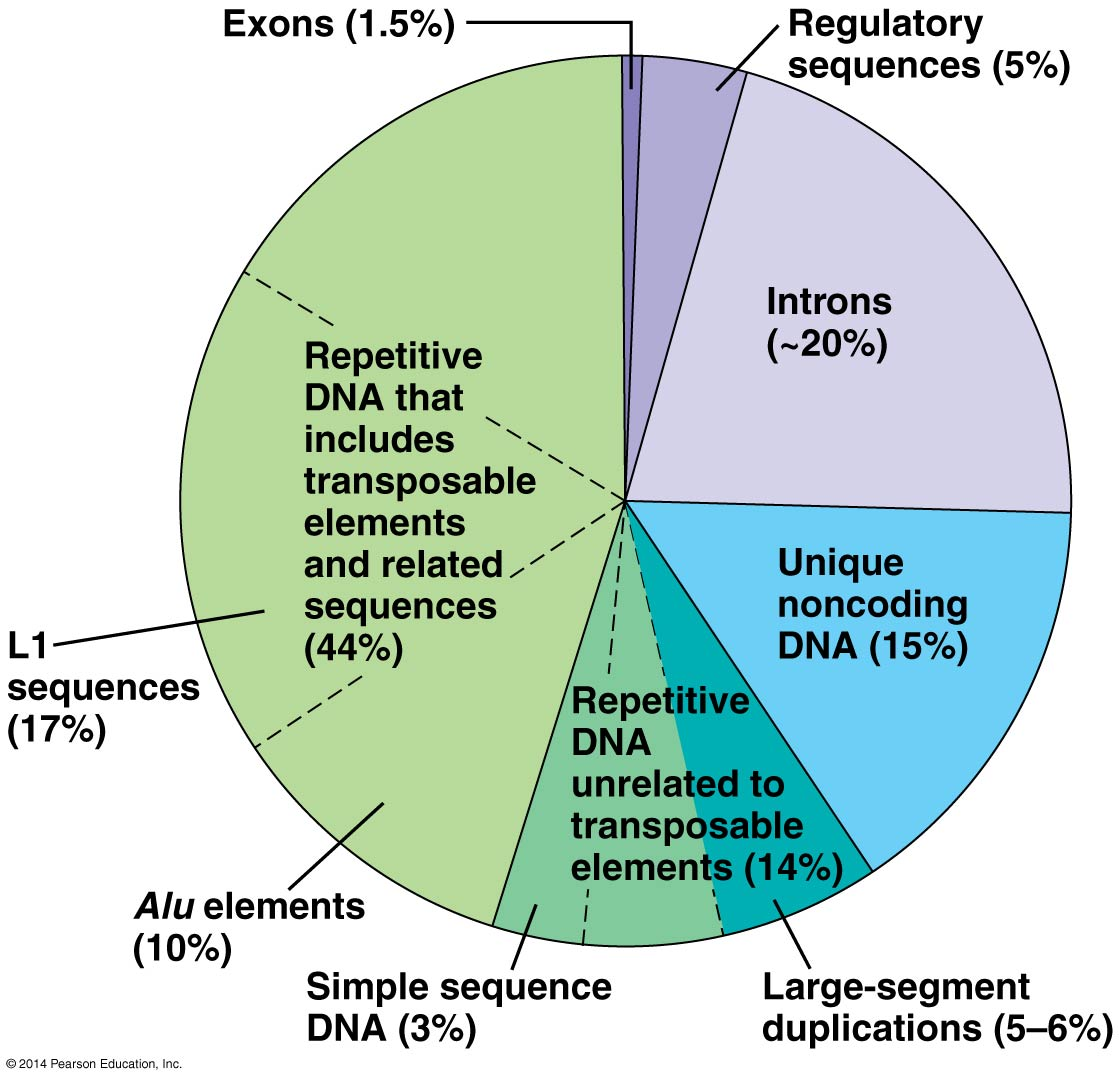 Exons (1.5%)
Regulatory
sequences (5%)
Introns
(~20%)
Repetitive
DNA that
includes
transposable
elements
and related
sequences
(44%)
Unique
noncoding
DNA (15%)
L1
sequences
(17%)
Repetitive
DNA
unrelated to
transposable
elements (14%)
Alu elements
(10%)
Simple sequence
DNA (3%)
Large-segment
duplications (5–6%)
© 2014 Pearson Education, Inc.